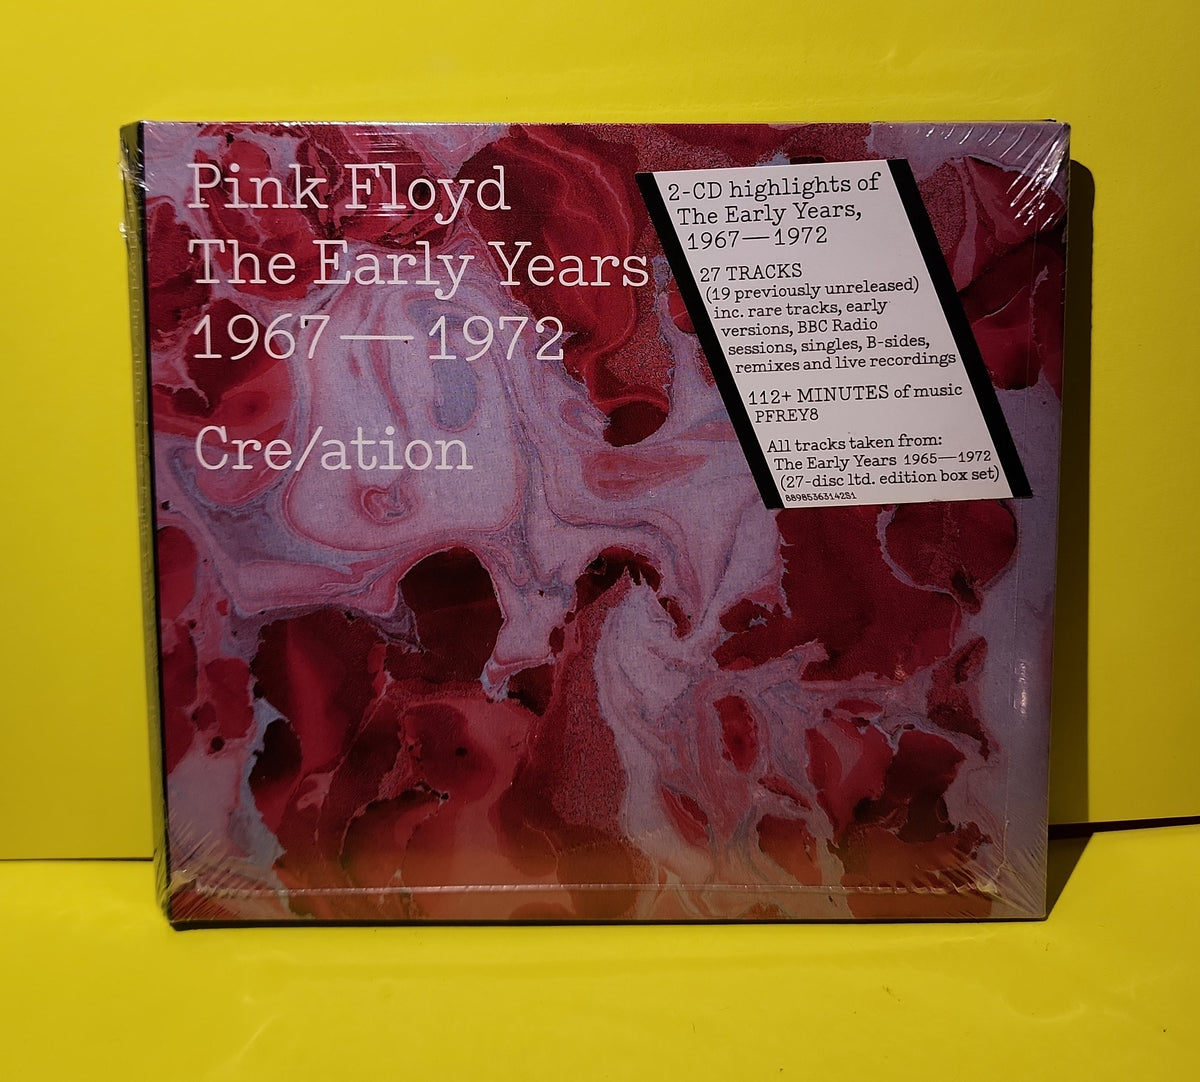 Pink Floyd
The Early Years
1967—1972
Cre/ation
2-CD highlights of
The Early Years,
1967—1972
27 TRACKS
(19 previously unreleased)
inc. rare tracks, early
versions, BBC Radio
sessions, singles, B-sides,
remixes and live recordings
112+ MINUTES of music
PFREY8
All tracks taken from:
The Early Years 1965—1972
(27-disc ltd. edition box set)
88985363142S1